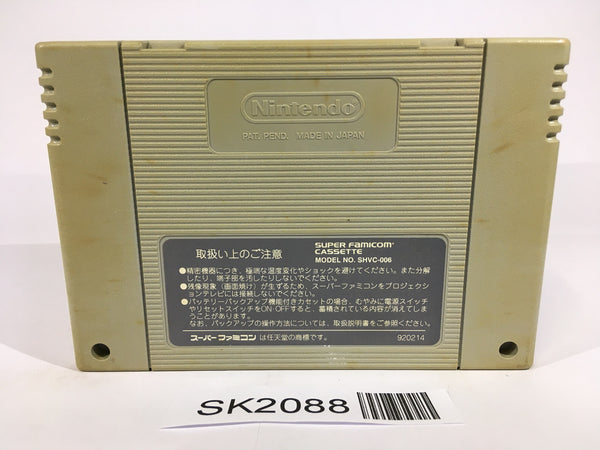 Nintendo
PAT. PEND. MADE IN JAPAN
取扱い上のご注意
SUPER FAMICOM
CASSETTE
MODEL NO. SHVC-006
●精密機器につき、極端な温度変化やショックを避けてください。また分解
したり、端子部を汚したりしないでください。
●残像現象（画面焼け）が生ずるため、スーパーファミコンをプロジェクシ
ョンテレビには接続しないでください。
●バッテリーバックアップ機能付きカセットの場合、むやみに電源スイッチ
やリセットスイッチをON・OFFすると、蓄積されている内容が消えてしま
うことがあります。
なお、バックアップの操作方法については、取扱説明書をご参照ください。
スーパーファミコン は任天堂の商標です。
920214
SK2088